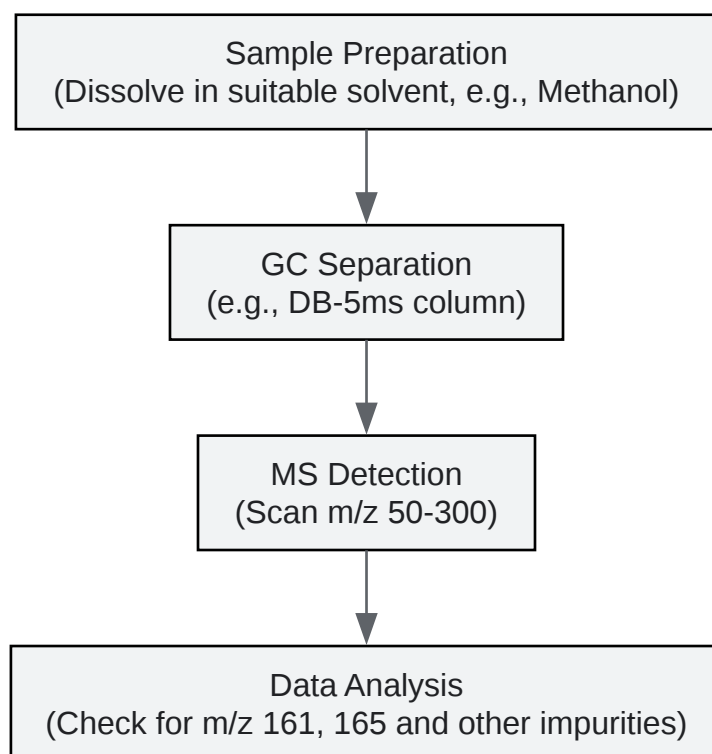 Sample Preparation
(Dissolve in suitable solvent, e.g., Methanol)
GC Separation
(e.g., DB-5ms column)
MS Detection
(Scan m/z 50-300)
Data Analysis
(Check for m/z 161, 165 and other impurities)